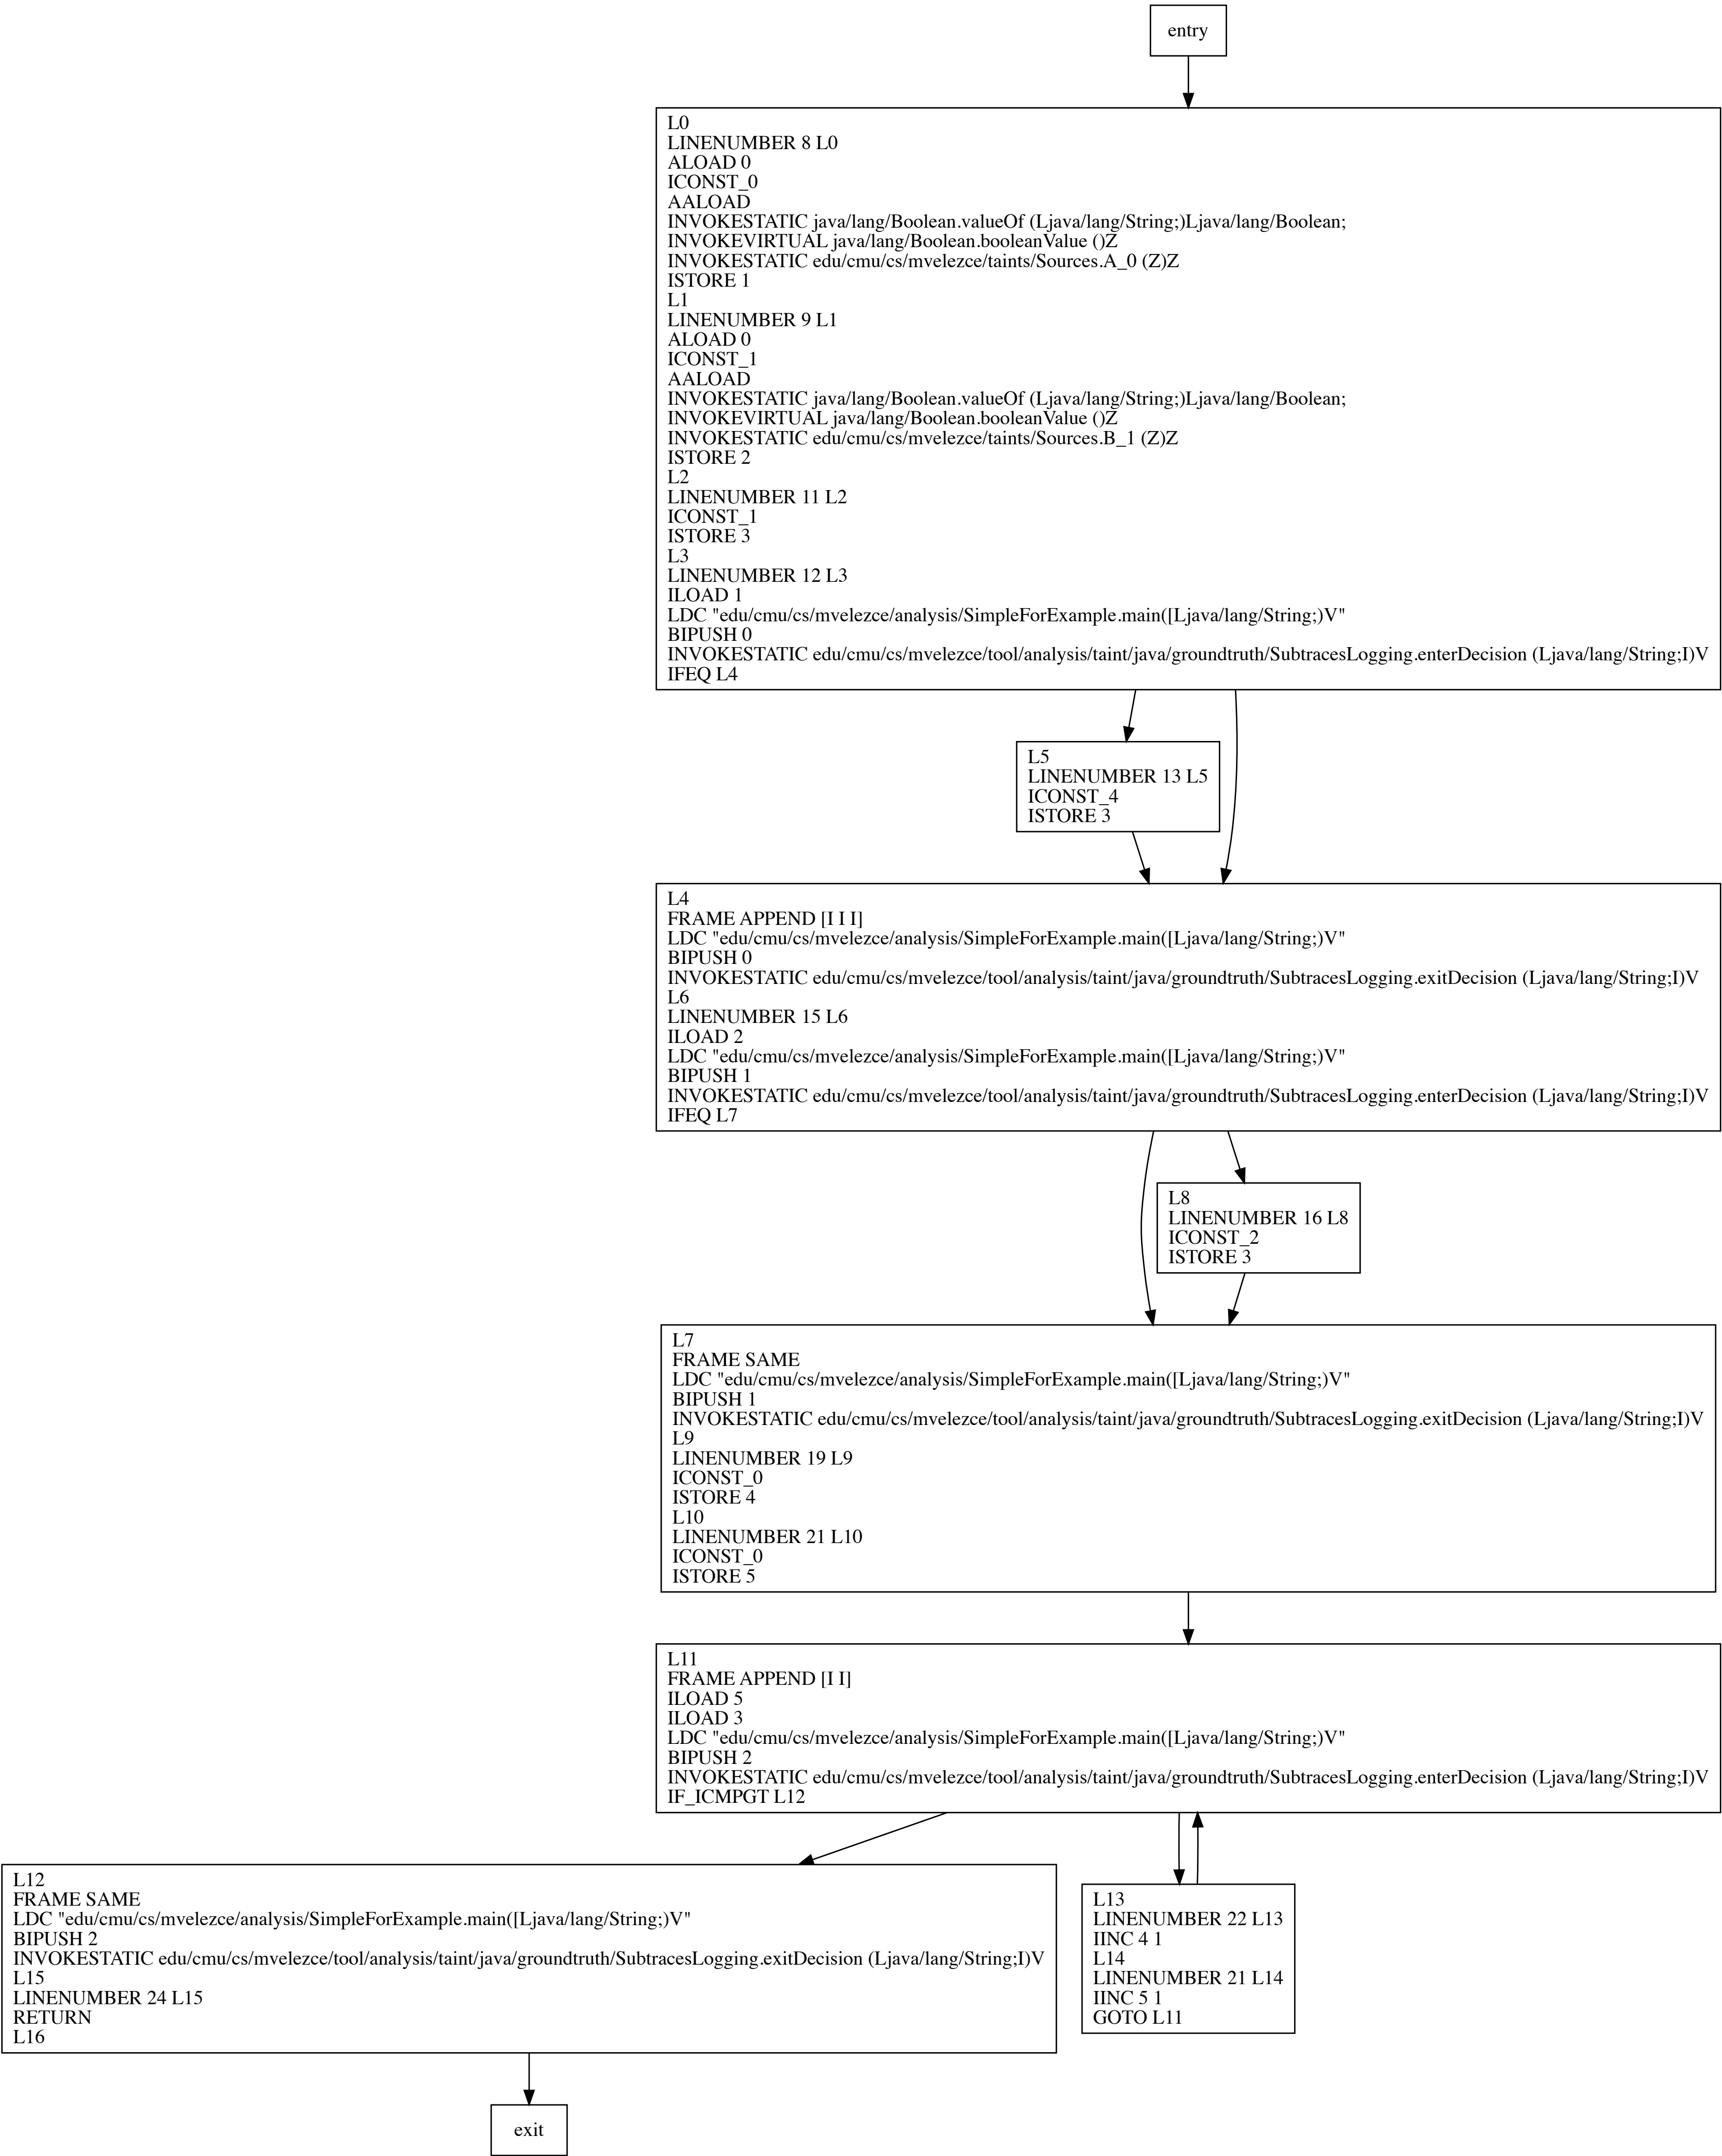 entry
L0
LINENUMBER 8 L0
ALOAD 0
ICONST_0
AALOAD
INVOKESTATIC java/lang/Boolean.valueOf (Ljava/lang/String;)Ljava/lang/Boolean;
INVOKEVIRTUAL java/lang/Boolean.booleanValue ()Z
INVOKESTATIC edu/cmu/cs/mvelezce/taints/Sources.A_0 (Z)Z
ISTORE 1
L1
LINENUMBER 9 L1
ALOAD 0
ICONST_1
AALOAD
INVOKESTATIC java/lang/Boolean.valueOf (Ljava/lang/String;)Ljava/lang/Boolean;
INVOKEVIRTUAL java/lang/Boolean.booleanValue ()Z
INVOKESTATIC edu/cmu/cs/mvelezce/taints/Sources.B_1 (Z)Z
ISTORE 2
L2
LINENUMBER 11 L2
ICONST_1
ISTORE 3
L3
LINENUMBER 12 L3
ILOAD 1
LDC "edu/cmu/cs/mvelezce/analysis/SimpleForExample.main([Ljava/lang/String;)V"
BIPUSH 0
INVOKESTATIC edu/cmu/cs/mvelezce/tool/analysis/taint/java/groundtruth/SubtracesLogging.enterDecision (Ljava/lang/String;I)V
IFEQ L4
L5
LINENUMBER 13 L5
ICONST_4
ISTORE 3
L4
FRAME APPEND [I I I]
LDC "edu/cmu/cs/mvelezce/analysis/SimpleForExample.main([Ljava/lang/String;)V"
BIPUSH 0
INVOKESTATIC edu/cmu/cs/mvelezce/tool/analysis/taint/java/groundtruth/SubtracesLogging.exitDecision (Ljava/lang/String;I)V
L6
LINENUMBER 15 L6
ILOAD 2
LDC "edu/cmu/cs/mvelezce/analysis/SimpleForExample.main([Ljava/lang/String;)V"
BIPUSH 1
INVOKESTATIC edu/cmu/cs/mvelezce/tool/analysis/taint/java/groundtruth/SubtracesLogging.enterDecision (Ljava/lang/String;I)V
IFEQ L7
L8
LINENUMBER 16 L8
ICONST_2
ISTORE 3
L7
FRAME SAME
LDC "edu/cmu/cs/mvelezce/analysis/SimpleForExample.main([Ljava/lang/String;)V"
BIPUSH 1
INVOKESTATIC edu/cmu/cs/mvelezce/tool/analysis/taint/java/groundtruth/SubtracesLogging.exitDecision (Ljava/lang/String;I)V
L9
LINENUMBER 19 L9
ICONST_0
ISTORE 4
L10
LINENUMBER 21 L10
ICONST_0
ISTORE 5
L11
FRAME APPEND [I I]
ILOAD 5
ILOAD 3
LDC "edu/cmu/cs/mvelezce/analysis/SimpleForExample.main([Ljava/lang/String;)V"
BIPUSH 2
INVOKESTATIC edu/cmu/cs/mvelezce/tool/analysis/taint/java/groundtruth/SubtracesLogging.enterDecision (Ljava/lang/String;I)V
IF_ICMPGT L12
L12
FRAME SAME
LDC "edu/cmu/cs/mvelezce/analysis/SimpleForExample.main([Ljava/lang/String;)V"
BIPUSH 2
INVOKESTATIC edu/cmu/cs/mvelezce/tool/analysis/taint/java/groundtruth/SubtracesLogging.exitDecision (Ljava/lang/String;I)V
L15
LINENUMBER 24 L15
RETURN
L16
L13
LINENUMBER 22 L13
IINC 4 1
L14
LINENUMBER 21 L14
IINC 5 1
GOTO L11
exit